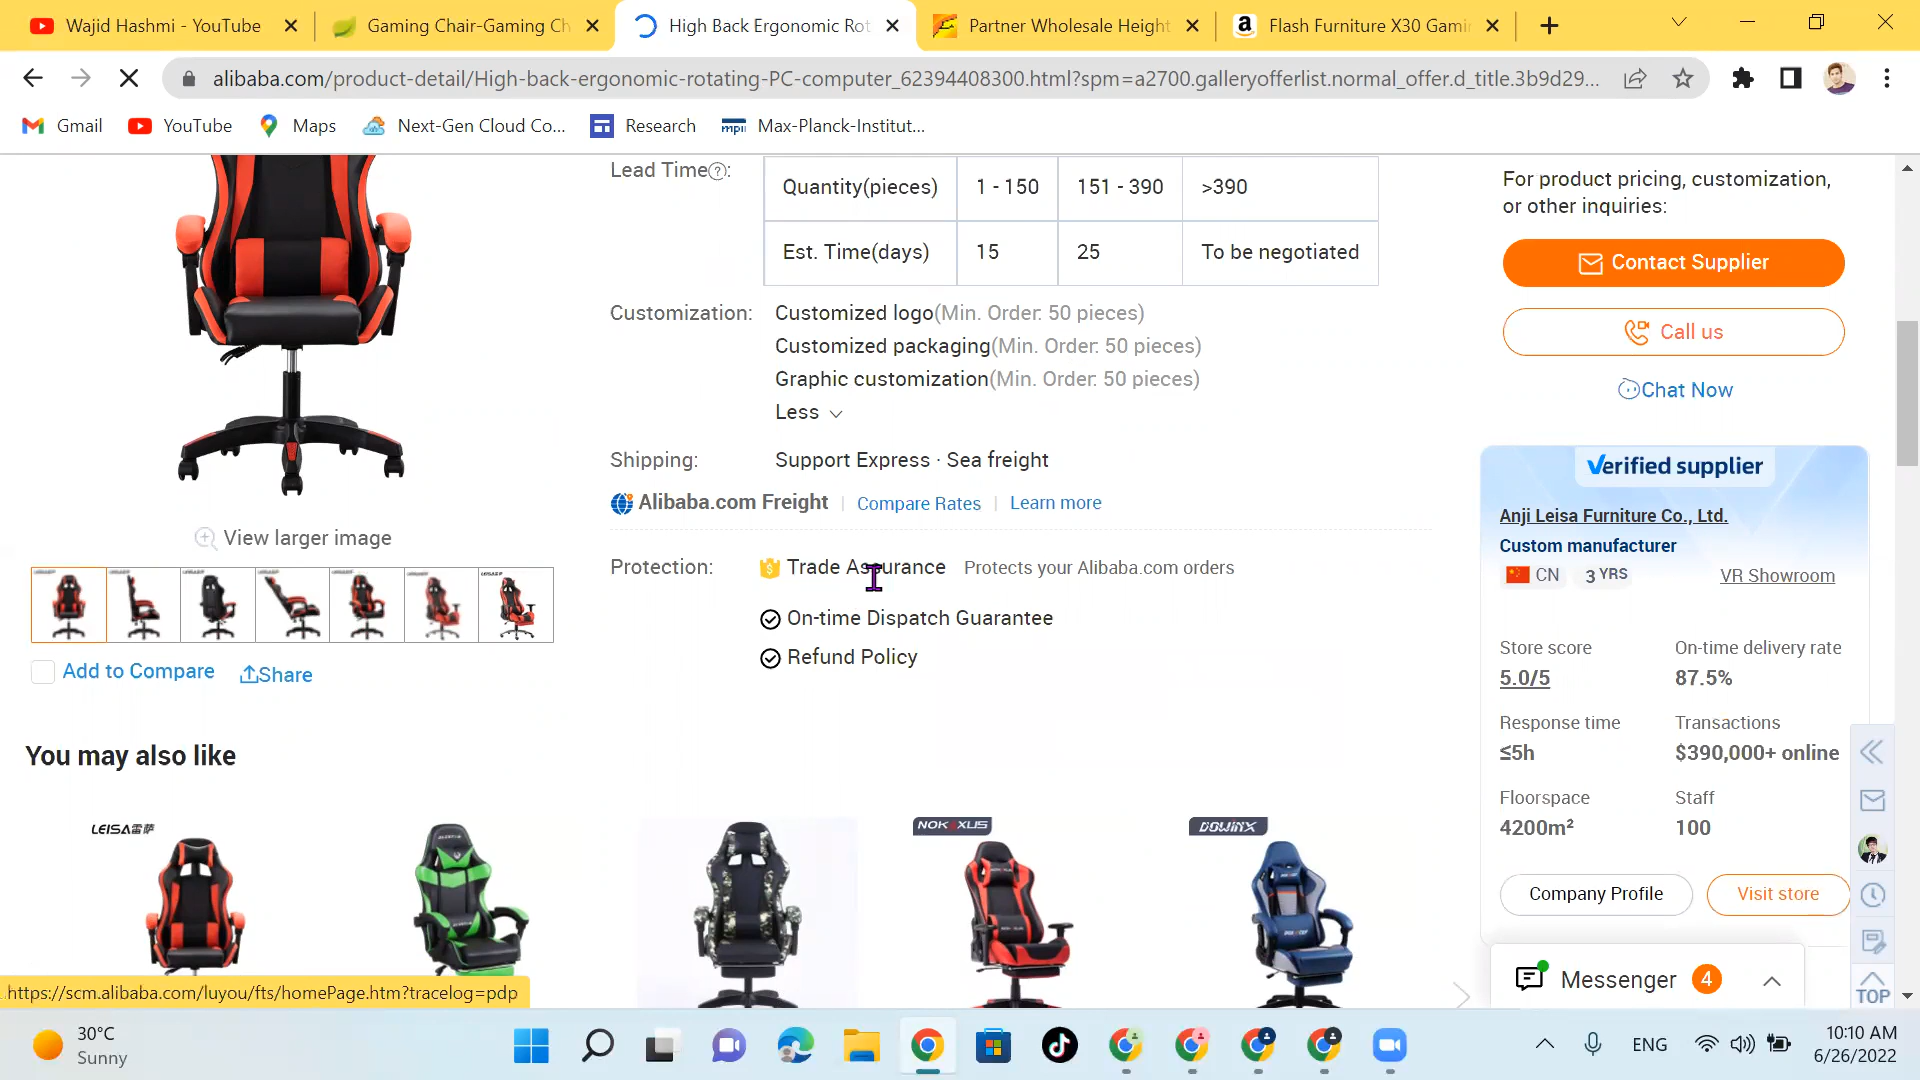 Wajid Hashmi - YouTube
Gaming Chair-Gaming Ch
High Back Ergonomic Rot
Partner Wholesale Height
Flash Furniture X30 Gamin
alibaba.com/product-detail/High-back-ergonomic-rotating-PC-computer_62394408300.html?spm=a2700.galleryofferlist.normal_offer.d_title.3b9d29...
Gmail
YouTube
Maps
Next-Gen Cloud Co...
Research
Max-Planck-Institut...
Lead Time?:
Quantity(pieces) 1 - 150 151 - 390 >390
Est. Time(days) 15 25 To be negotiated
Customization: Customized logo(Min. Order: 50 pieces)
Customized packaging(Min. Order: 50 pieces)
Graphic customization(Min. Order: 50 pieces)
Less
Shipping: Support Express · Sea freight
Alibaba.com Freight | Compare Rates | Learn more
Protection: Trade Assurance Protects your Alibaba.com orders
On-time Dispatch Guarantee
Refund Policy
View larger image
Add to Compare
Share
For product pricing, customization,
or other inquiries:
Contact Supplier
Call us
Chat Now
Verified supplier
Anji Leisa Furniture Co., Ltd.
Custom manufacturer
CN 3 YRS VR Showroom
Store score On-time delivery rate
5.0/5 87.5%
Response time Transactions
≤5h $390,000+ online
Floorspace Staff
4200m² 100
Company Profile Visit store
You may also like
LEISA雷萨
NOKAXUS
DOWINX
Messenger 4
TOP
https://scm.alibaba.com/luyou/fts/homePage.htm?tracelog=pdp
30°C
Sunny
ENG
10:10 AM
6/26/2022